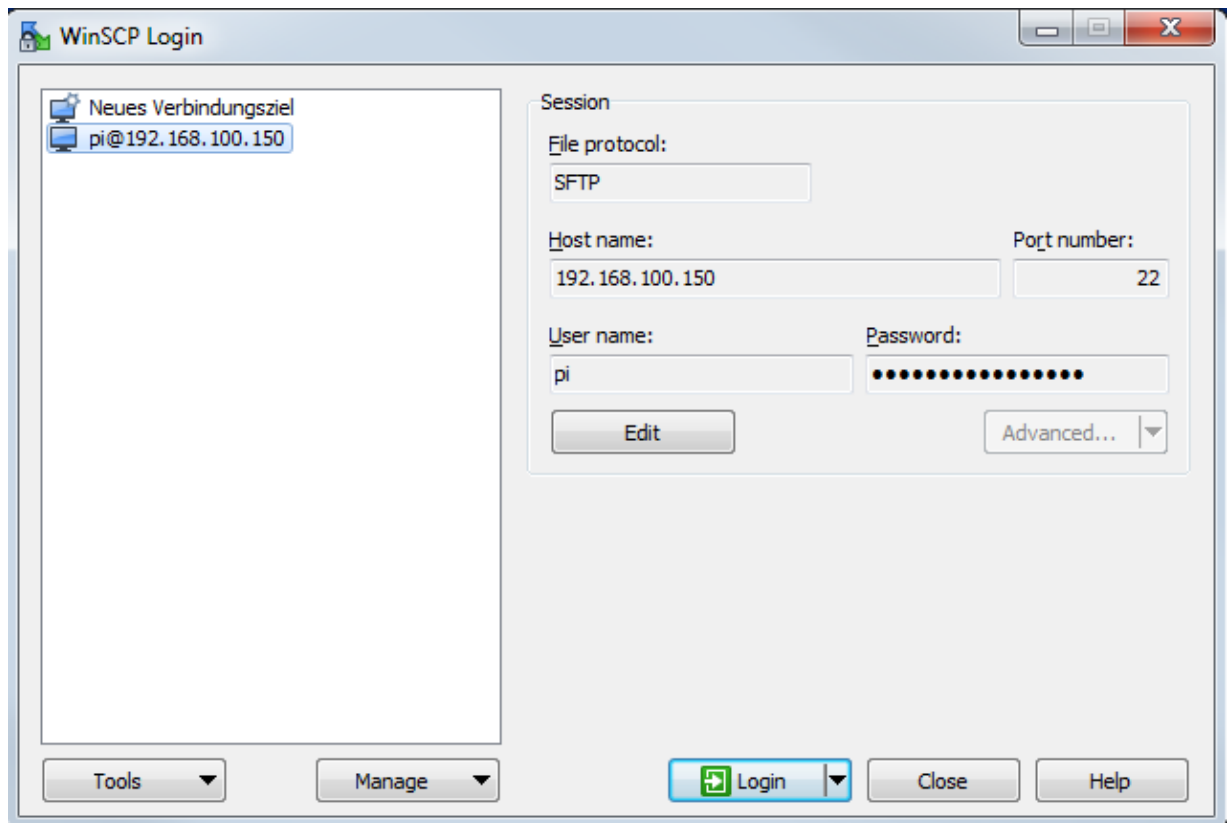 WinSCP Login
Neues Verbindungsziel
pi@192.168.100.150
Session
File protocol:
SFTP
Host name:
Port number:
192.168.100.150
22
User name:
Password:
pi
••••••••••••••••
Edit
Advanced...
Tools
Manage
Login
Close
Help